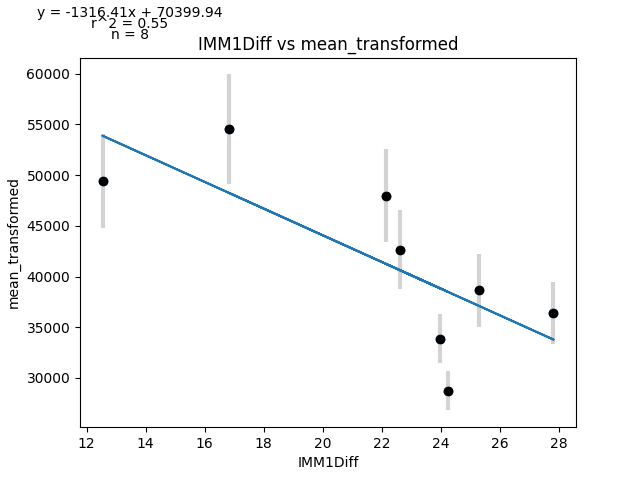 y = -1316.41x + 70399.94
r^2 = 0.55
n = 8
IMM1Diff vs mean_transformed
60000
55000
50000
45000
40000
35000
30000
mean_transformed
12 14 16 18 20 22 24 26 28
IMM1Diff